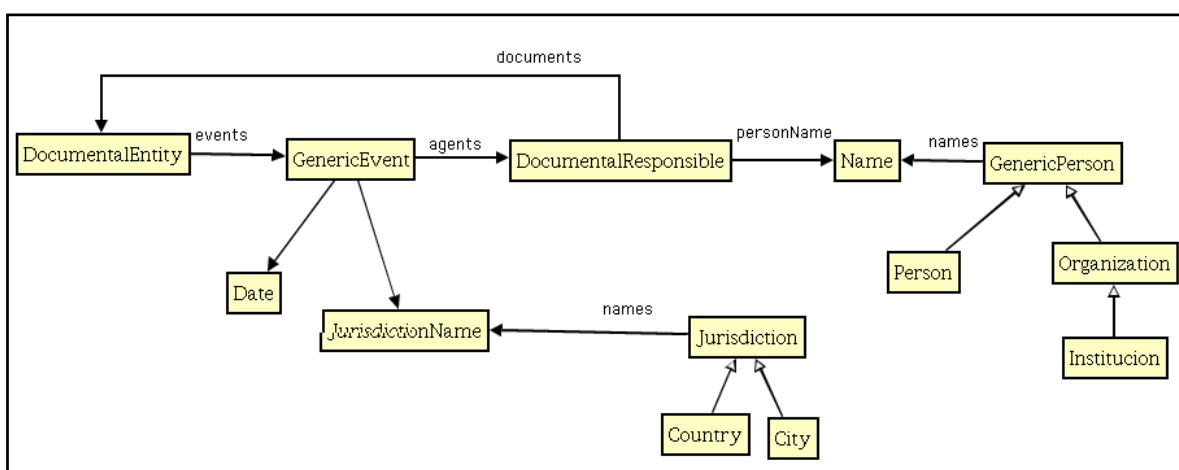 documents
events
agents
personName
names
DocumentalEntity
GenericEvent
DocumentalResponsible
Name
GenericPerson
Person
Organization
Date
names
JurisdictionName
Jurisdiction
Institucion
Country
City